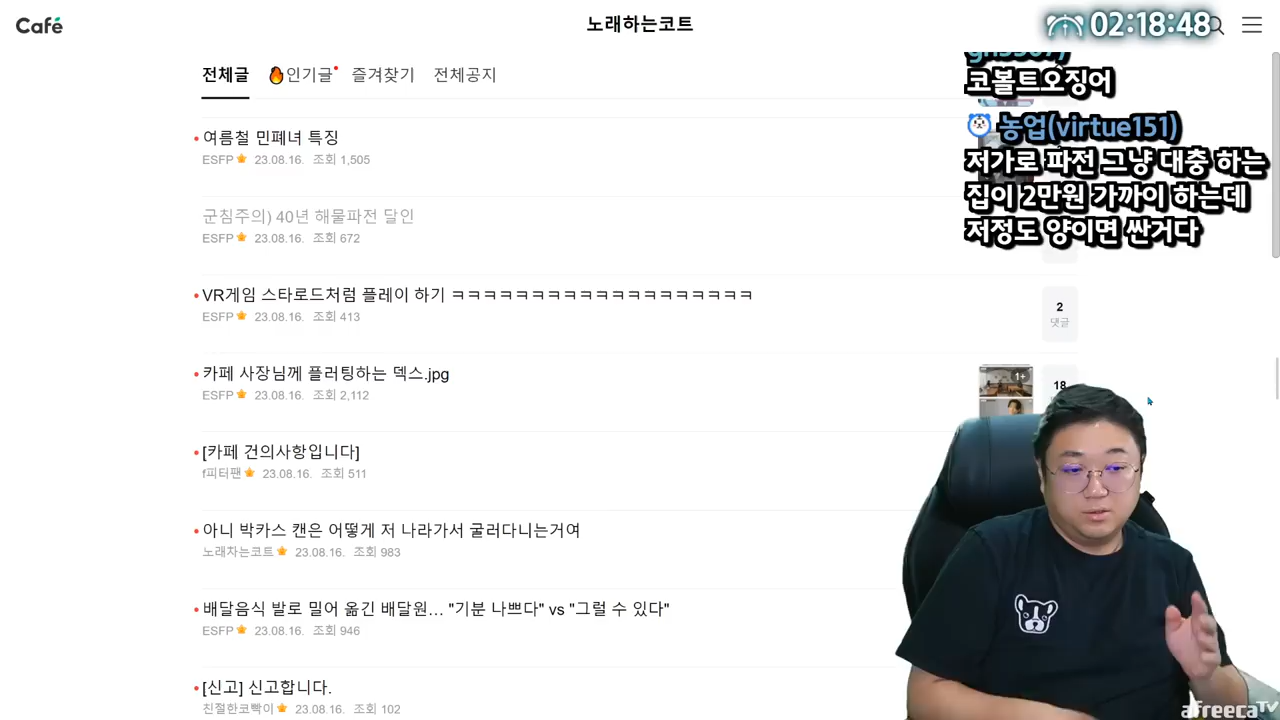 Café
노래하는코트
02:18:48
전체글 인기글 즐겨찾기 전체공지
코볼트오징어
농업(virtue151)
저가로 파전 그냥 대충 하는
집이 2만원 가까이 하는데
저정도 양이면 싼거다
여름철 민폐녀 특징
ESFP 23.08.16. 조회 1,505
군침주의) 40년 해물파전 달인
ESFP 23.08.16. 조회 672
VR게임 스타로드처럼 플레이 하기 ㅋㅋㅋㅋㅋㅋㅋㅋㅋㅋㅋㅋㅋㅋㅋㅋㅋㅋㅋ
ESFP 23.08.16. 조회 413
2
댓글
카페 사장님께 플러팅하는 덱스.jpg
ESFP 23.08.16. 조회 2,112
1+
18
[카페 건의사항입니다]
f피터팬 23.08.16. 조회 511
아니 박카스 캔은 어떻게 저 나라가서 굴러다니는거여
노래차는코트 23.08.16. 조회 983
배달음식 발로 밀어 옮긴 배달원... "기분 나쁘다" vs "그럴 수 있다"
ESFP 23.08.16. 조회 946
[신고] 신고합니다.
친절한코빡이 23.08.16. 조회 102
afreecaTV